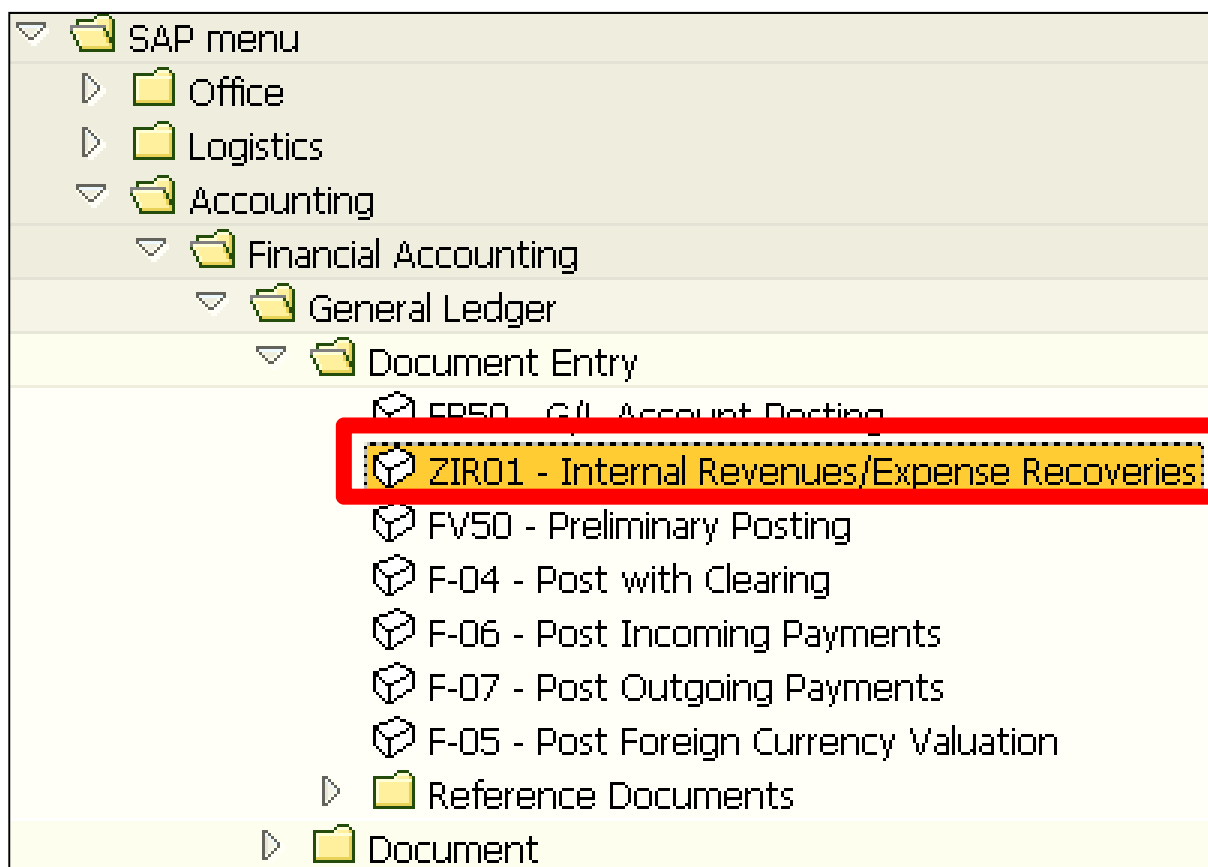 SAP menu
Office
Logistics
Accounting
Financial Accounting
General Ledger
Document Entry
- G/L Account Posting
ZIR01 - Internal Revenues/Expense Recoveries
FV50 - Preliminary Posting
F-04 - Post with Clearing
F-06 - Post Incoming Payments
F-07 - Post Outgoing Payments
F-05 - Post Foreign Currency Valuation
Reference Documents
Document